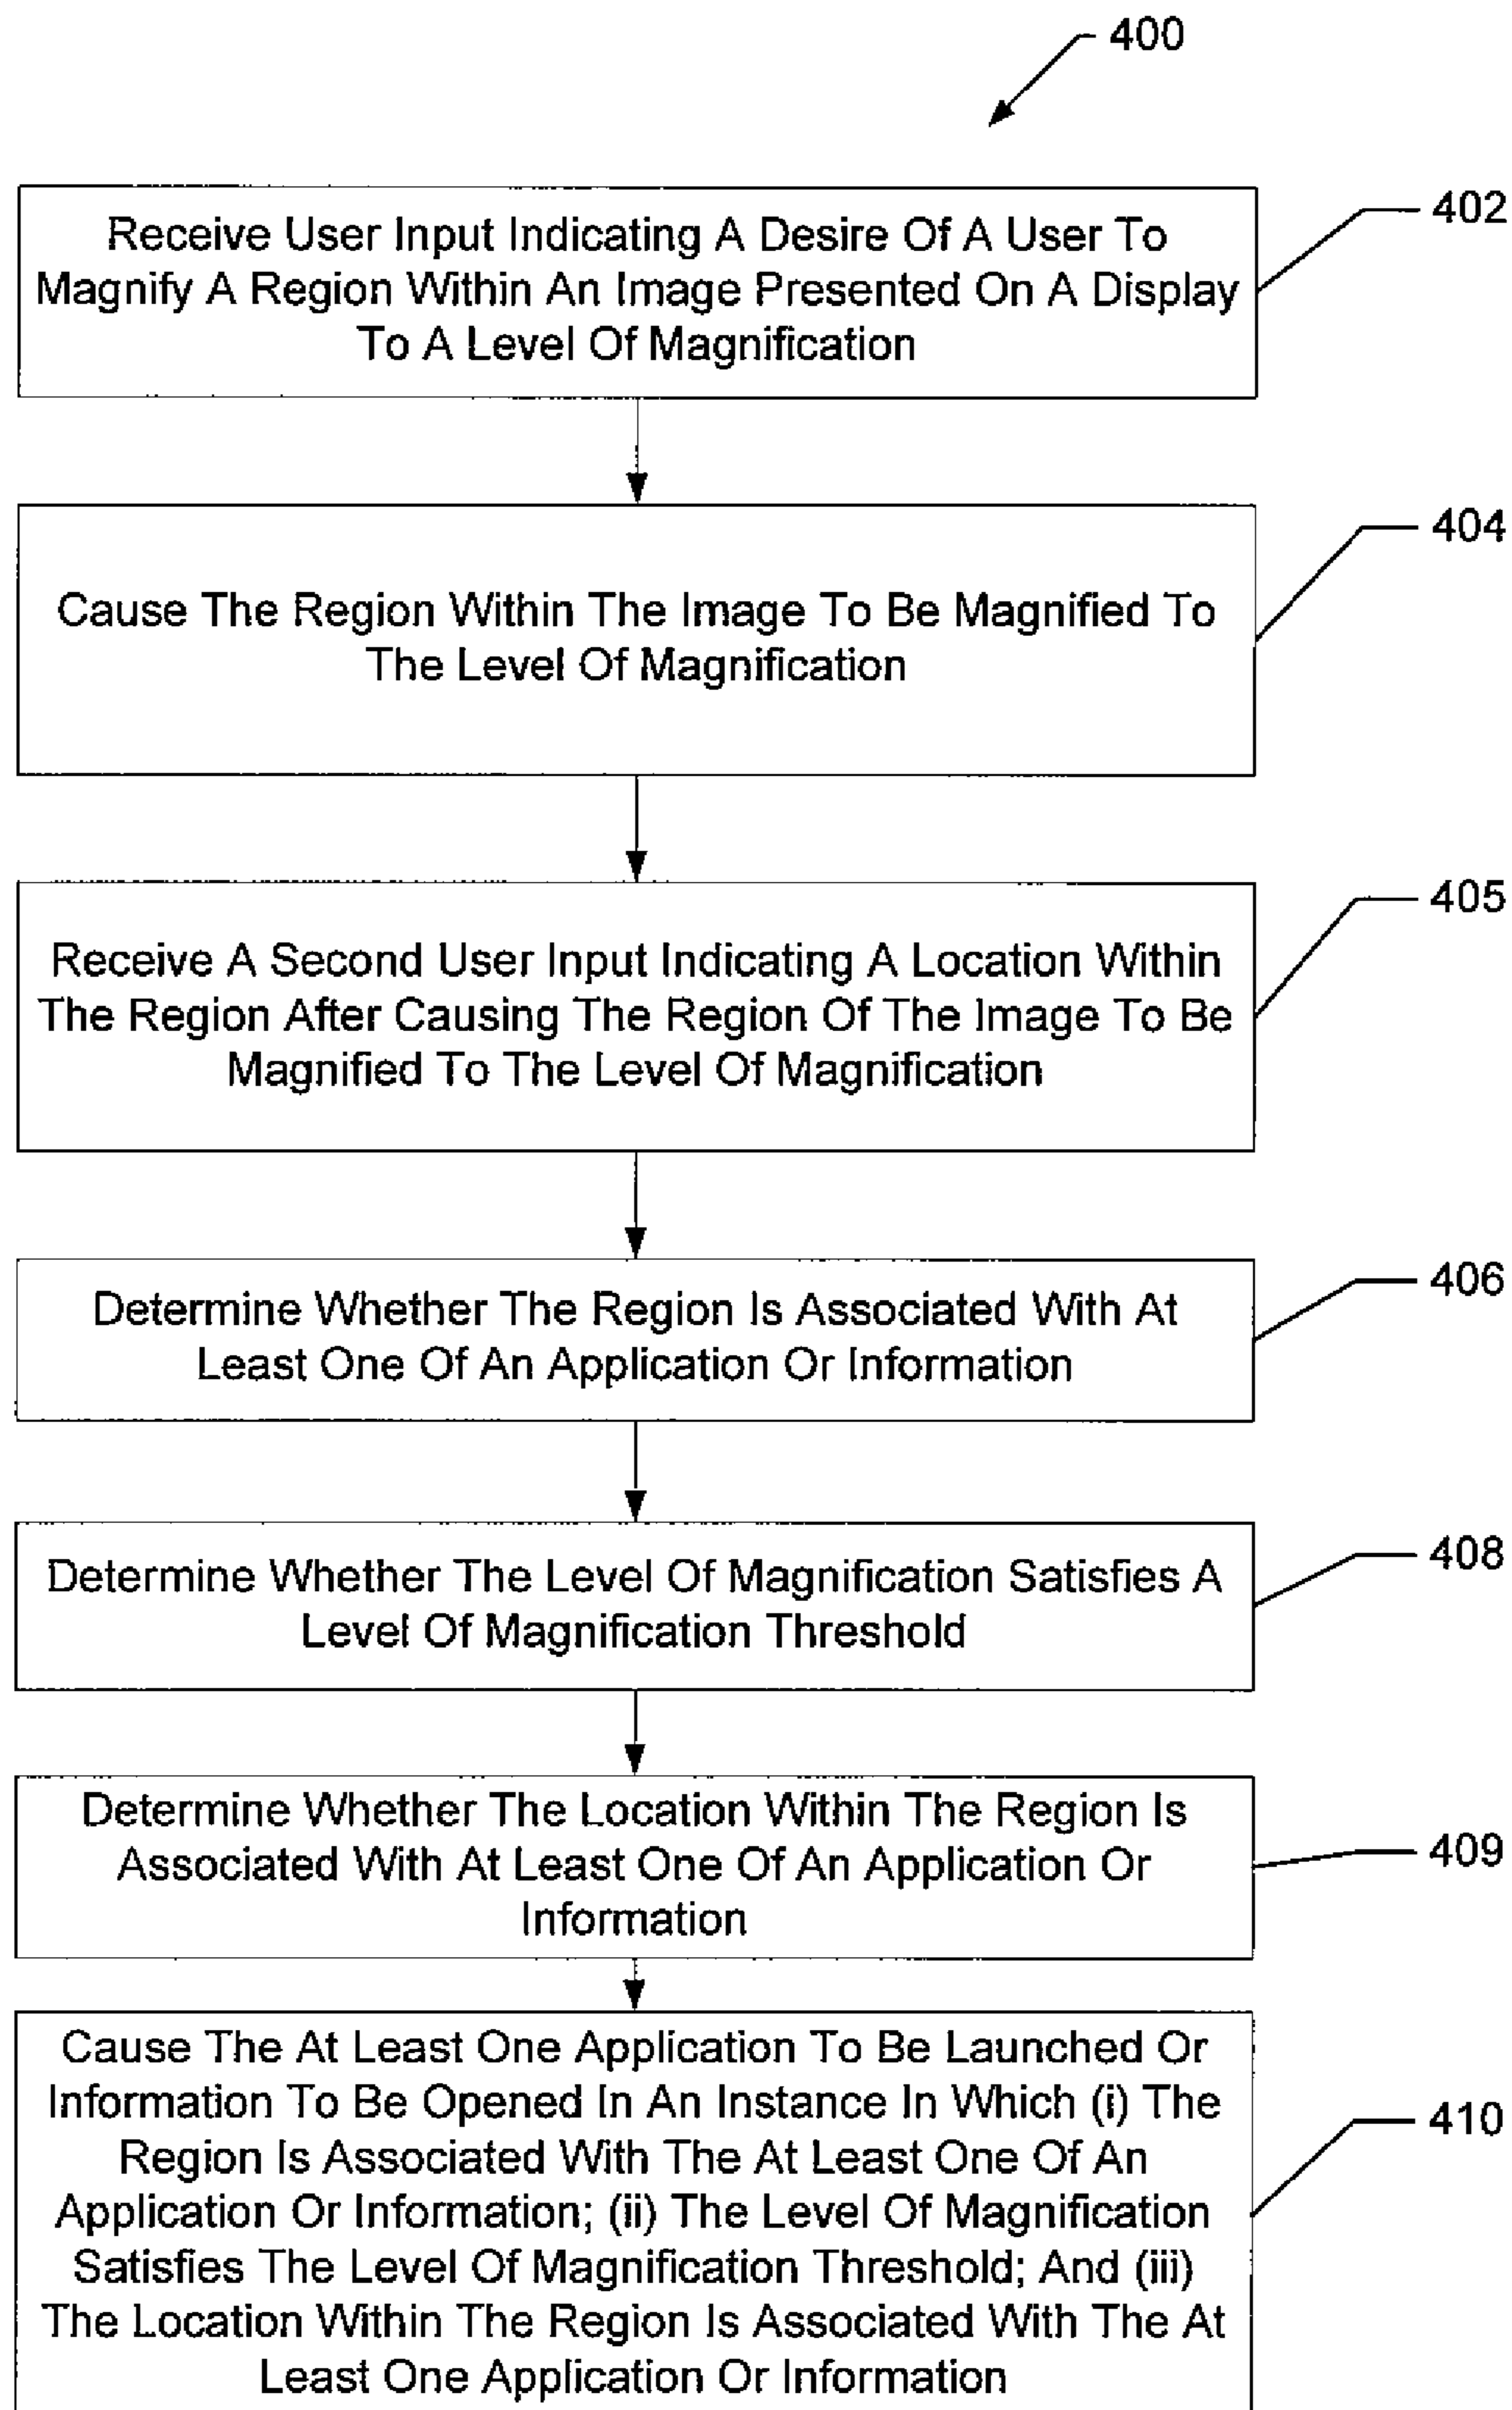 400
Receive User Input Indicating A Desire Of A User To
Magnify A Region Within An Image Presented On A Display
To A Level Of Magnification
402
Cause The Region Within The Image To Be Magnified To
The Level Of Magnification
404
Receive A Second User Input Indicating A Location Within
The Region After Causing The Region Of The Image To Be
Magnified To The Level Of Magnification
405
Determine Whether The Region Is Associated With At
Least One Of An Application Or Information
406
Determine Whether The Level Of Magnification Satisfies A
Level Of Magnification Threshold
408
Determine Whether The Location Within The Region Is
Associated With At Least One Of An Application Or
Information
409
Cause The At Least One Application To Be Launched Or
Information To Be Opened In An Instance In Which (i) The
Region Is Associated With The At Least One Of An
Application Or Information; (ii) The Level Of Magnification
Satisfies The Level Of Magnification Threshold; And (iii)
The Location Within The Region Is Associated With The At
Least One Application Or Information
410